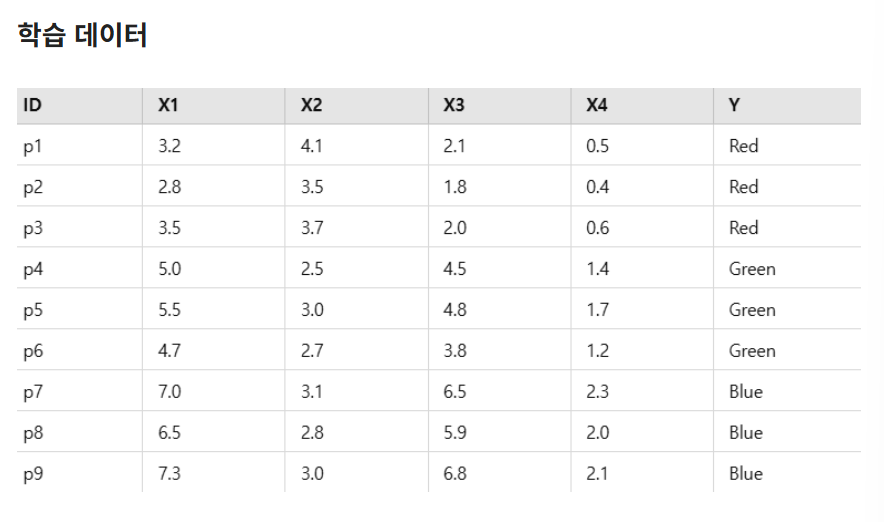 학습 데이터
ID X1 X2 X3 X4 Y
p1 3.2 4.1 2.1 0.5 Red
p2 2.8 3.5 1.8 0.4 Red
p3 3.5 3.7 2.0 0.6 Red
p4 5.0 2.5 4.5 1.4 Green
p5 5.5 3.0 4.8 1.7 Green
p6 4.7 2.7 3.8 1.2 Green
p7 7.0 3.1 6.5 2.3 Blue
p8 6.5 2.8 5.9 2.0 Blue
p9 7.3 3.0 6.8 2.1 Blue